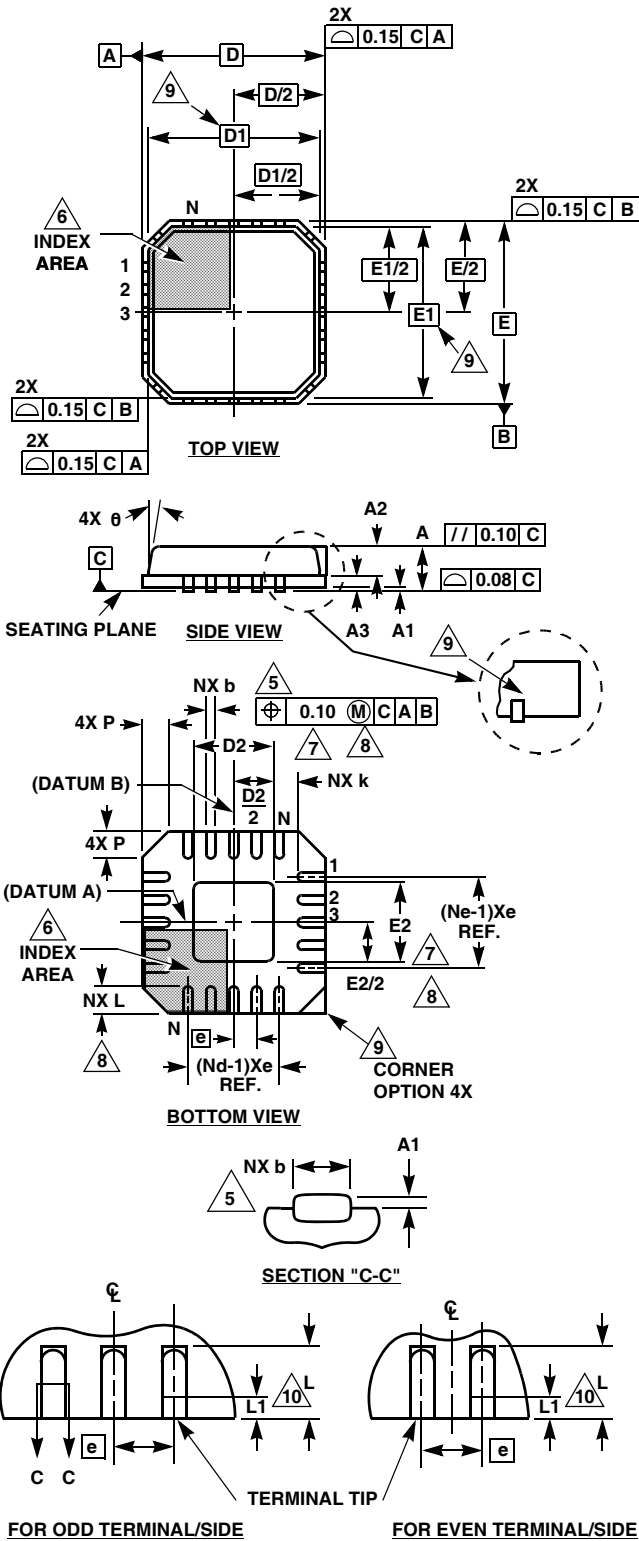 2X
⌓ 0.15 C A
A D
9 D/2
D1
D1/2
2X
⌓ 0.15 C B
N
6
INDEX
AREA
1
2
3
E1/2 E/2
E1 E
9
2X
⌓ 0.15 C B
2X
⌓ 0.15 C A
B
TOP VIEW
4X θ
A2
A // 0.10 C
C
⌓ 0.08 C
SEATING PLANE
SIDE VIEW
A3 A1
9
NX b
5
⌖ 0.10 Ⓜ C A B
4X P
D2
7 8
(DATUM B)
D2
2
N
NX k
4X P
1
2
3
(DATUM A)
6
INDEX
AREA
E2
(Ne-1)Xe
REF.
7
E2/2
8
NX L
8
N
e
(Nd-1)Xe
REF.
9
CORNER
OPTION 4X
BOTTOM VIEW
NX b
A1
5
SECTION "C-C"
℄
L
10
L1
e
C C
℄
L
10
L1
e
TERMINAL TIP
FOR ODD TERMINAL/SIDE
FOR EVEN TERMINAL/SIDE